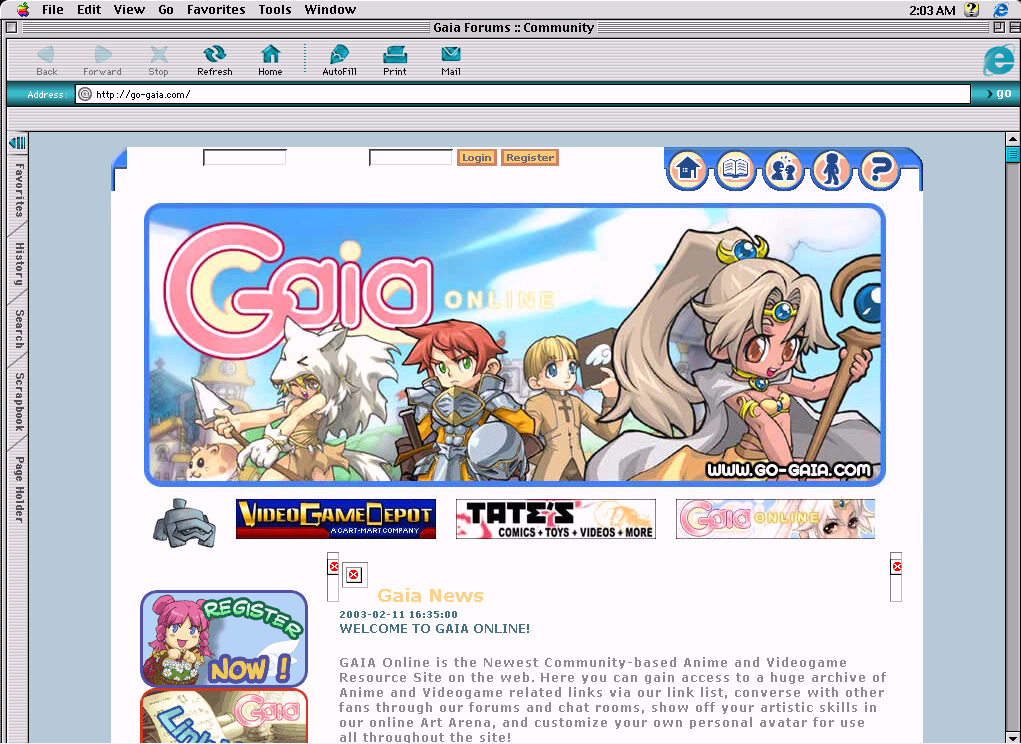 File Edit View Go Favorites Tools Window 2:03 AM
Gaia Forums :: Community
Back Forward Stop Refresh Home AutoFill Print Mail
Address: http://go-gaia.com/ go
Favorites
History
Search
Scrapbook
Page Holder
Login Register
Gaia
ONLINE
WWW.GO-GAIA.COM
VIDEOGAMEDEPOT
A CART-MART COMPANY
TATE'S
COMICS + TOYS + VIDEOS + MORE
Gaia ONLINE
Gaia News
2003-02-11 16:35:00
WELCOME TO GAIA ONLINE!
REGISTER
NOW !
GAIA Online is the Newest Community-based Anime and Videogame
Resource Site on the web. Here you can gain access to a huge archive of
Anime and Videogame related links via our link list, converse with other
fans through our forums and chat rooms, show off your artistic skills in
our online Art Arena, and customize your own personal avatar for use
all throughout the site!
Gaia